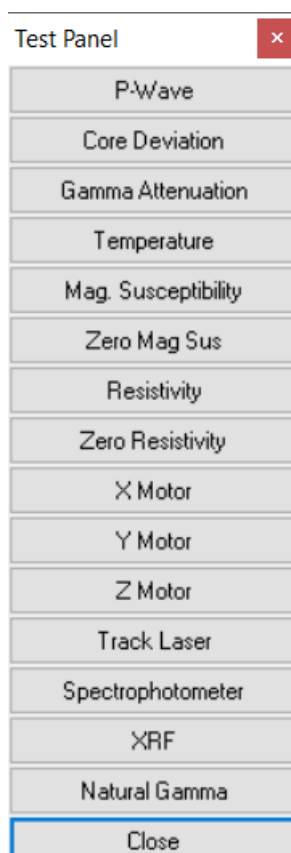 Test Panel
P-Wave
Core Deviation
Gamma Attenuation
Temperature
Mag. Susceptibility
Zero Mag Sus
Resistivity
Zero Resistivity
X Motor
Y Motor
Z Motor
Track Laser
Spectrophotometer
XRF
Natural Gamma
Close